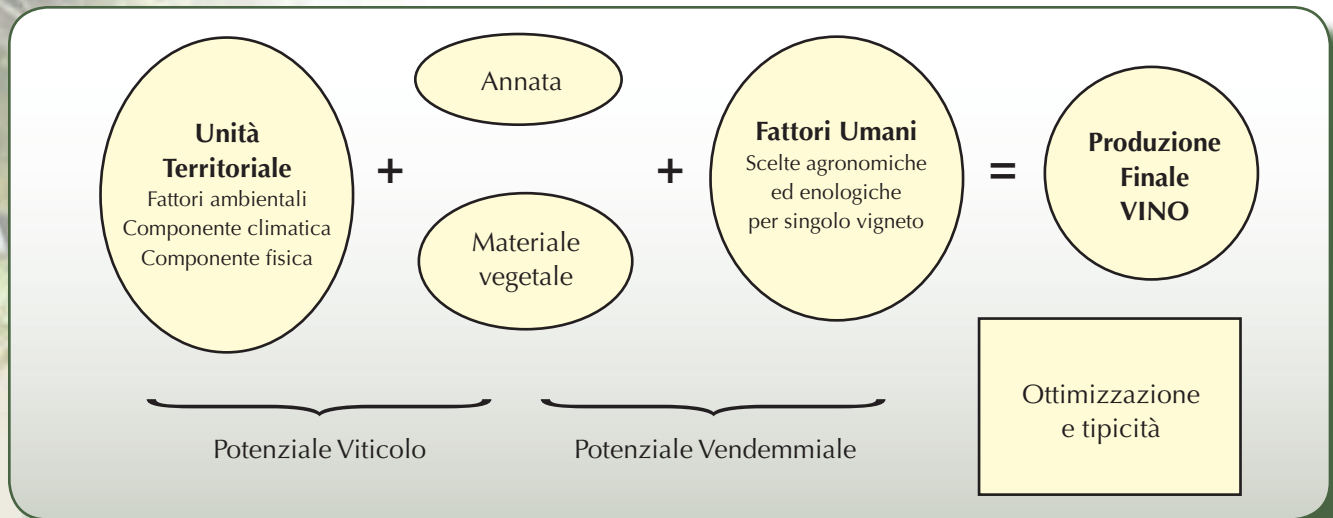 Unità
Territoriale
Fattori ambientali
Componente climatica
Componente fisica
+
Annata
Materiale
vegetale
+
Fattori Umani
Scelte agronomiche
ed enologiche
per singolo vigneto
=
Produzione
Finale
VINO
Potenziale Viticolo
Potenziale Vendemmiale
Ottimizzazione
e tipicità